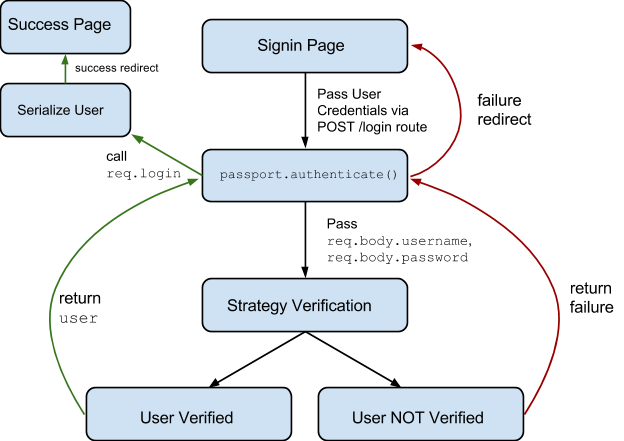 Success Page
Signin Page
success redirect
Serialize User
Pass User
Credentials via
POST /login route
failure
redirect
call
req.login
passport.authenticate()
Pass
req.body.username,
req.body.password
return
user
Strategy Verification
return
failure
User Verified
User NOT Verified